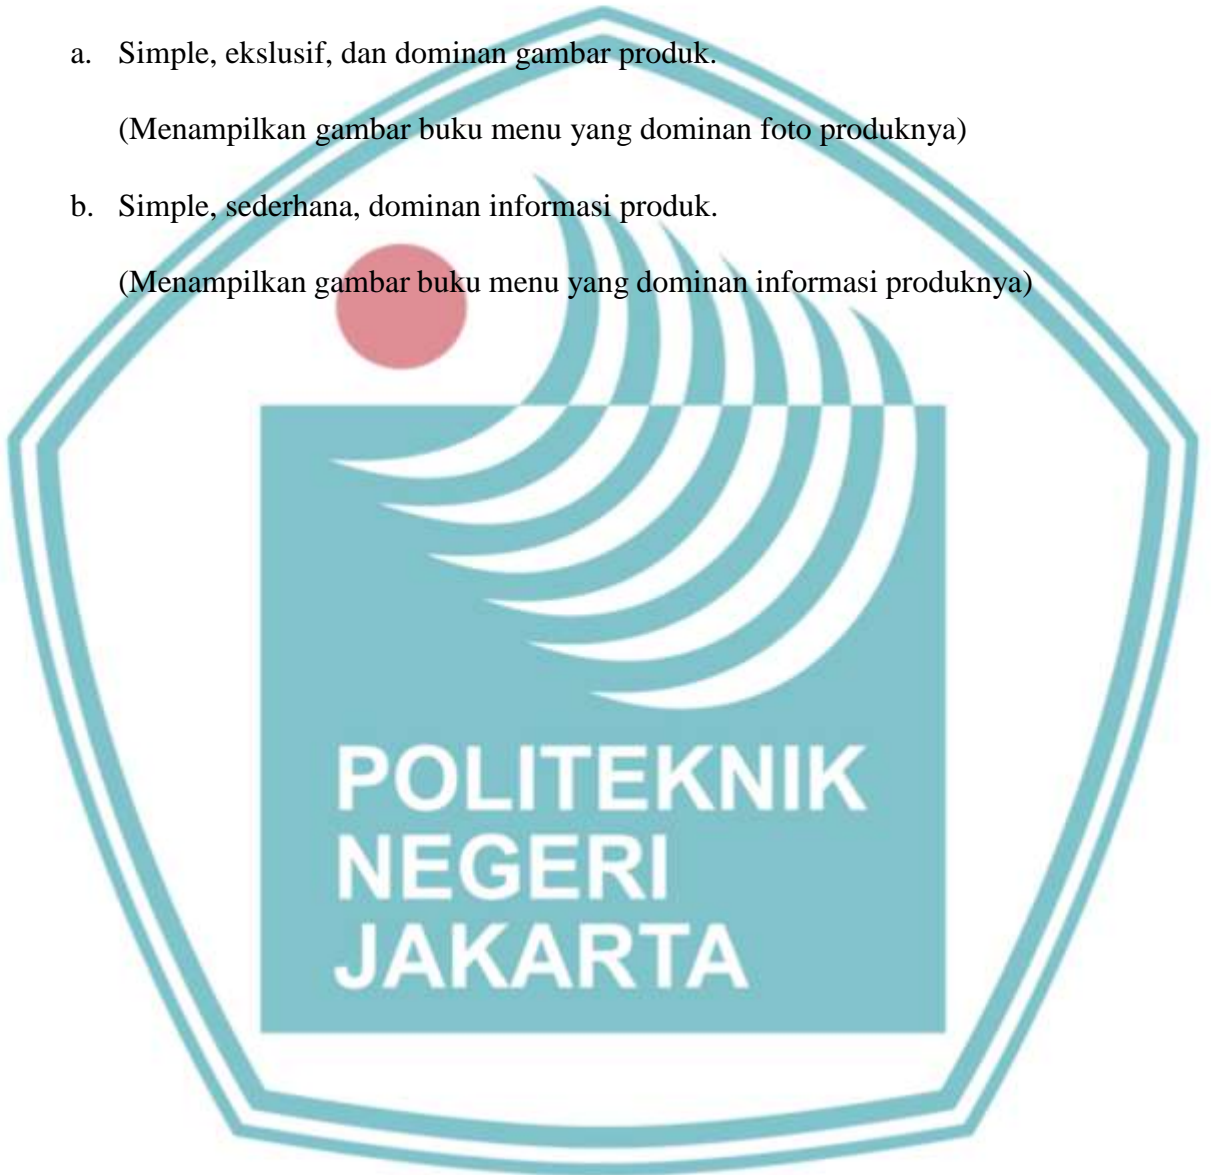 a. Simple, ekslusif, dan dominan gambar produk.
(Menampilkan gambar buku menu yang dominan foto produknya)
b. Simple, sederhana, dominan informasi produk.
(Menampilkan gambar buku menu yang dominan informasi produknya)
POLITEKNIK
NEGERI
JAKARTA